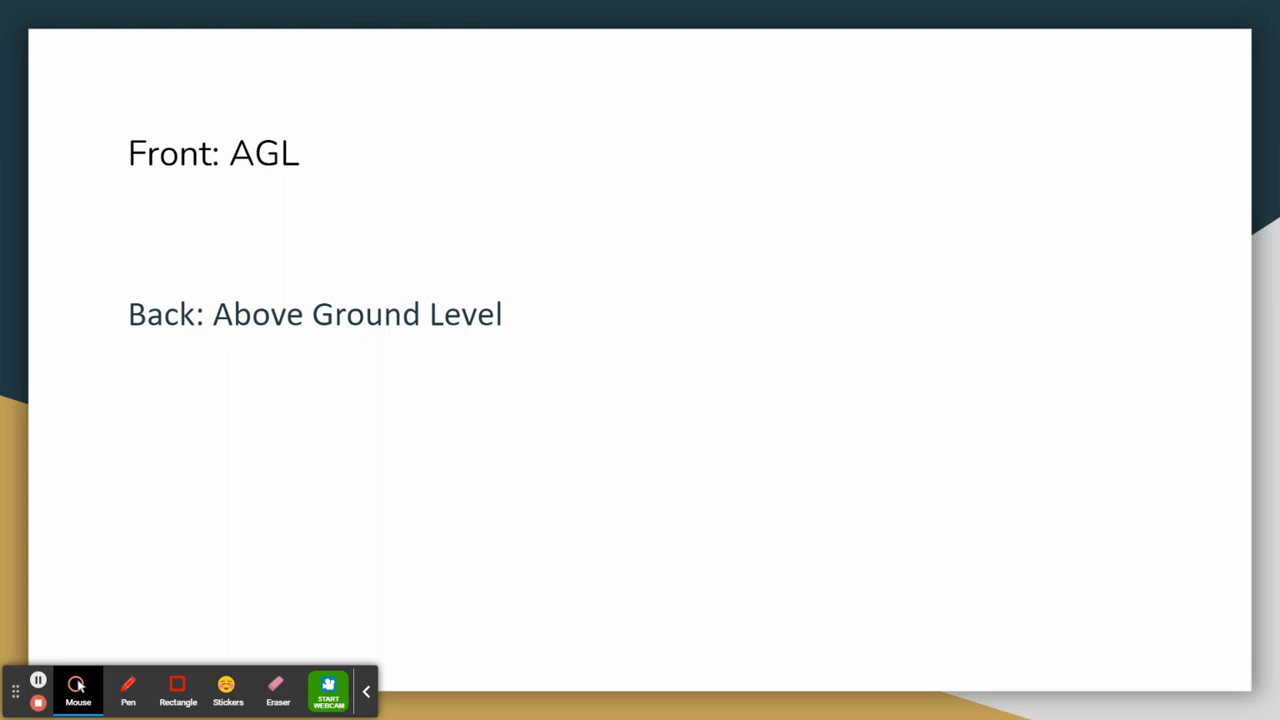 Front: AGL
Back: Above Ground Level
Mouse
Pen
Rectangle
Stickers
Eraser
START
WEBCAM